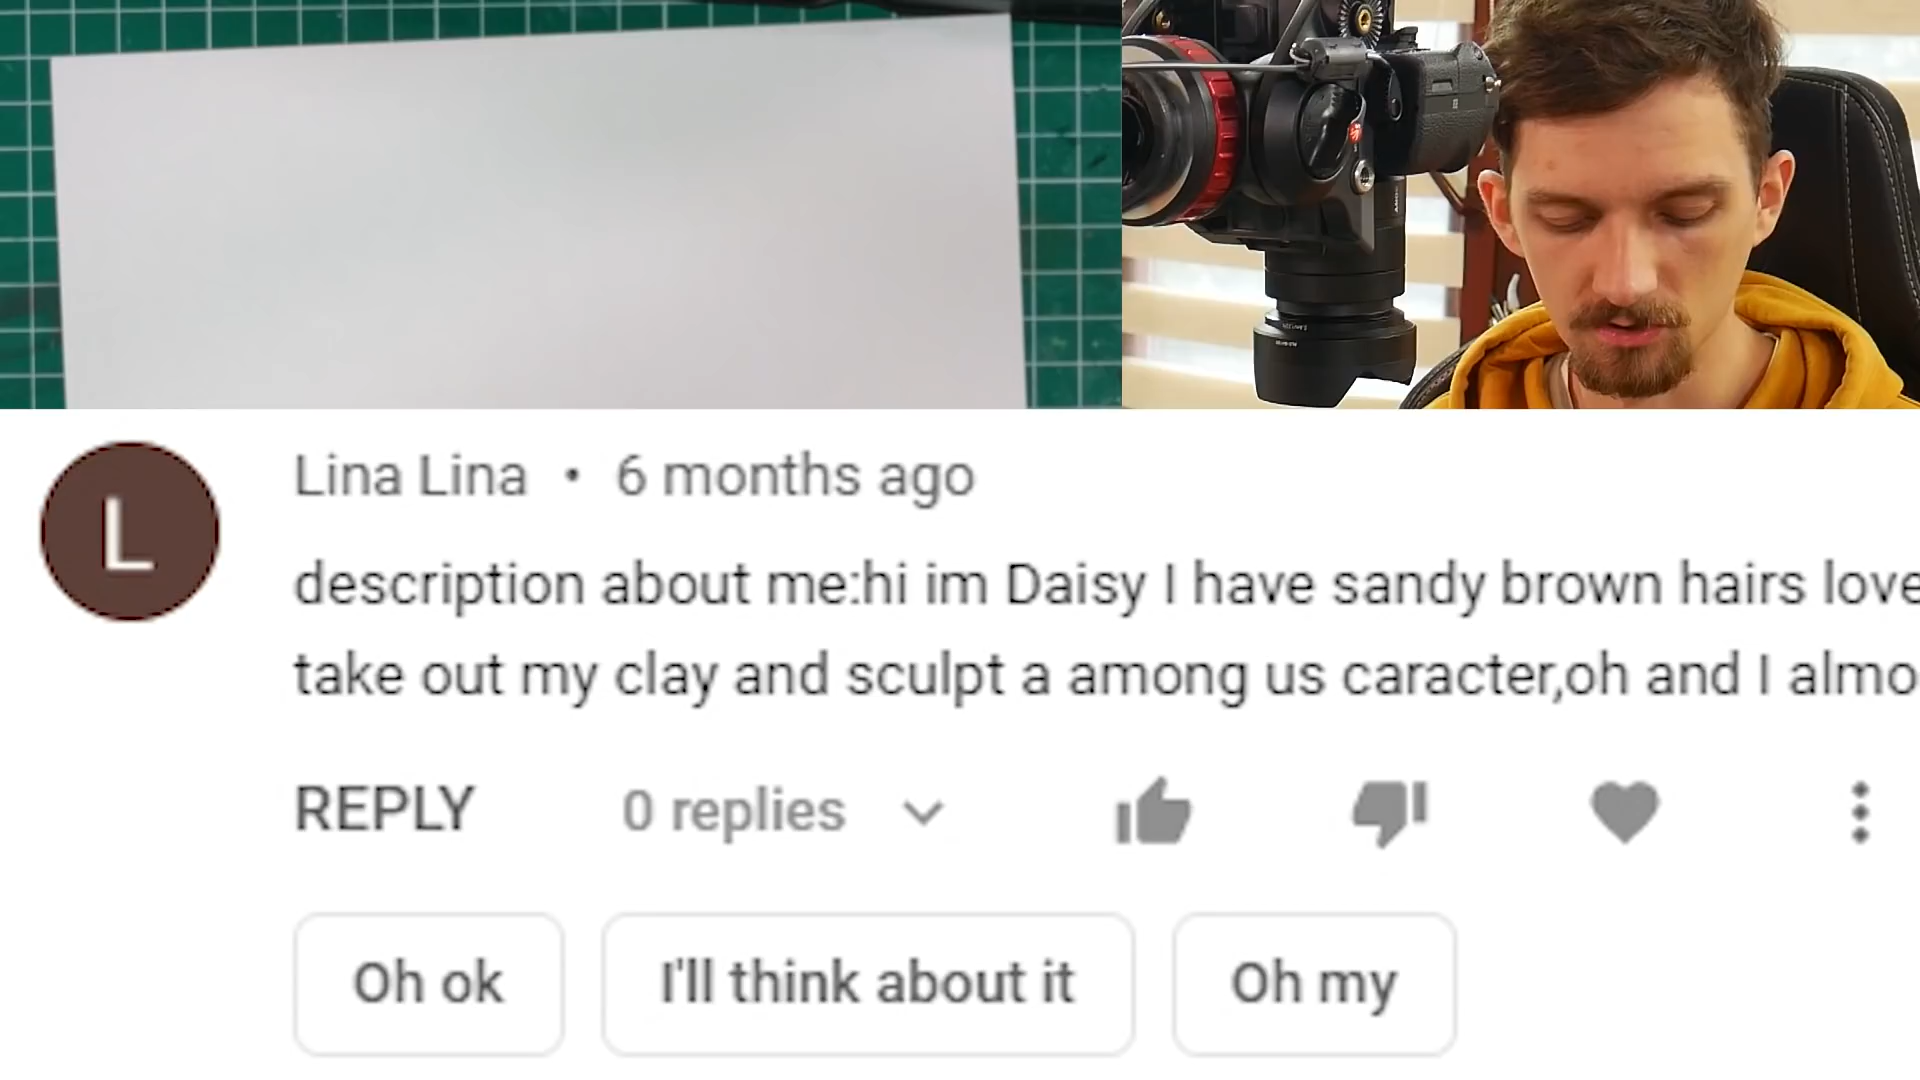 Lina Lina • 6 months ago
description about me:hi im Daisy I have sandy brown hairs love
take out my clay and sculpt a among us caracter,oh and I almo
REPLY
0 replies
Oh ok
I'll think about it
Oh my
L